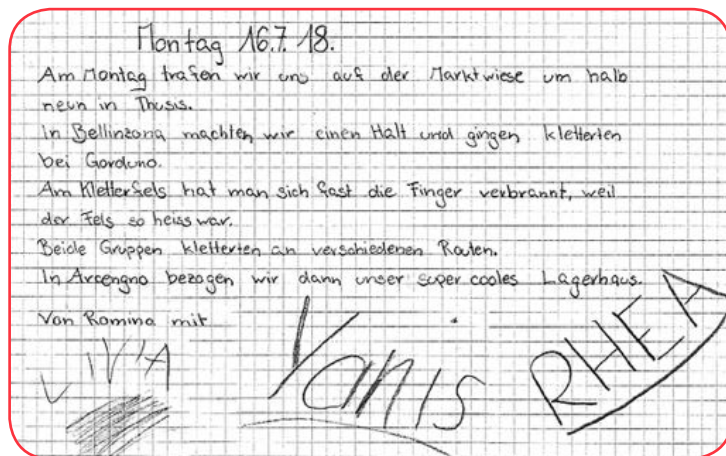 Montag 16.7.18.
Am Montag trafen wir uns auf der Marktwiese um halb
neun in Thusis.
In Bellinzona machten wir einen Halt und gingen kletterten
bei Gorduno.
Am Kletterfels hat man sich fast die Finger verbrannt, weil
der Fels so heiss war.
Beide Gruppen kletterten an verschiedenen Routen.
In Arcengno bezogen wir dann unser super cooles Lagerhaus.
Von Romina mit
VIVIA
Yanis
RHEA